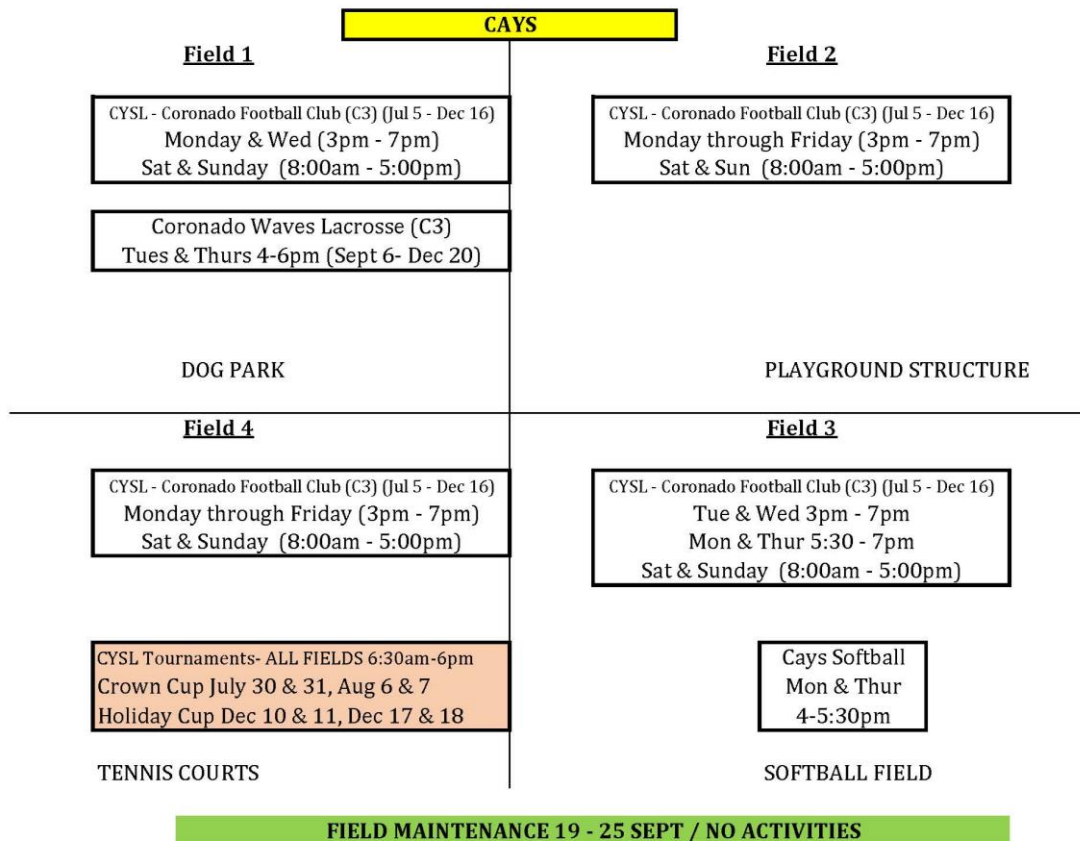 CAYS
Field 1
CYSL - Coronado Football Club (C3) (Jul 5 - Dec 16)
Monday & Wed (3pm - 7pm)
Sat & Sunday (8:00am - 5:00pm)
Coronado Waves Lacrosse (C3)
Tues & Thurs 4-6pm (Sept 6- Dec 20)
DOG PARK
Field 2
CYSL - Coronado Football Club (C3) (Jul 5 - Dec 16)
Monday through Friday (3pm - 7pm)
Sat & Sun (8:00am - 5:00pm)
PLAYGROUND STRUCTURE
Field 4
CYSL - Coronado Football Club (C3) (Jul 5 - Dec 16)
Monday through Friday (3pm - 7pm)
Sat & Sunday (8:00am - 5:00pm)
CYSL Tournaments- ALL FIELDS 6:30am-6pm
Crown Cup July 30 & 31, Aug 6 & 7
Holiday Cup Dec 10 & 11, Dec 17 & 18
TENNIS COURTS
Field 3
CYSL - Coronado Football Club (C3) (Jul 5 - Dec 16)
Tue & Wed 3pm - 7pm
Mon & Thur 5:30 - 7pm
Sat & Sunday (8:00am - 5:00pm)
Cays Softball
Mon & Thur
4-5:30pm
SOFTBALL FIELD
FIELD MAINTENANCE 19 - 25 SEPT / NO ACTIVITIES